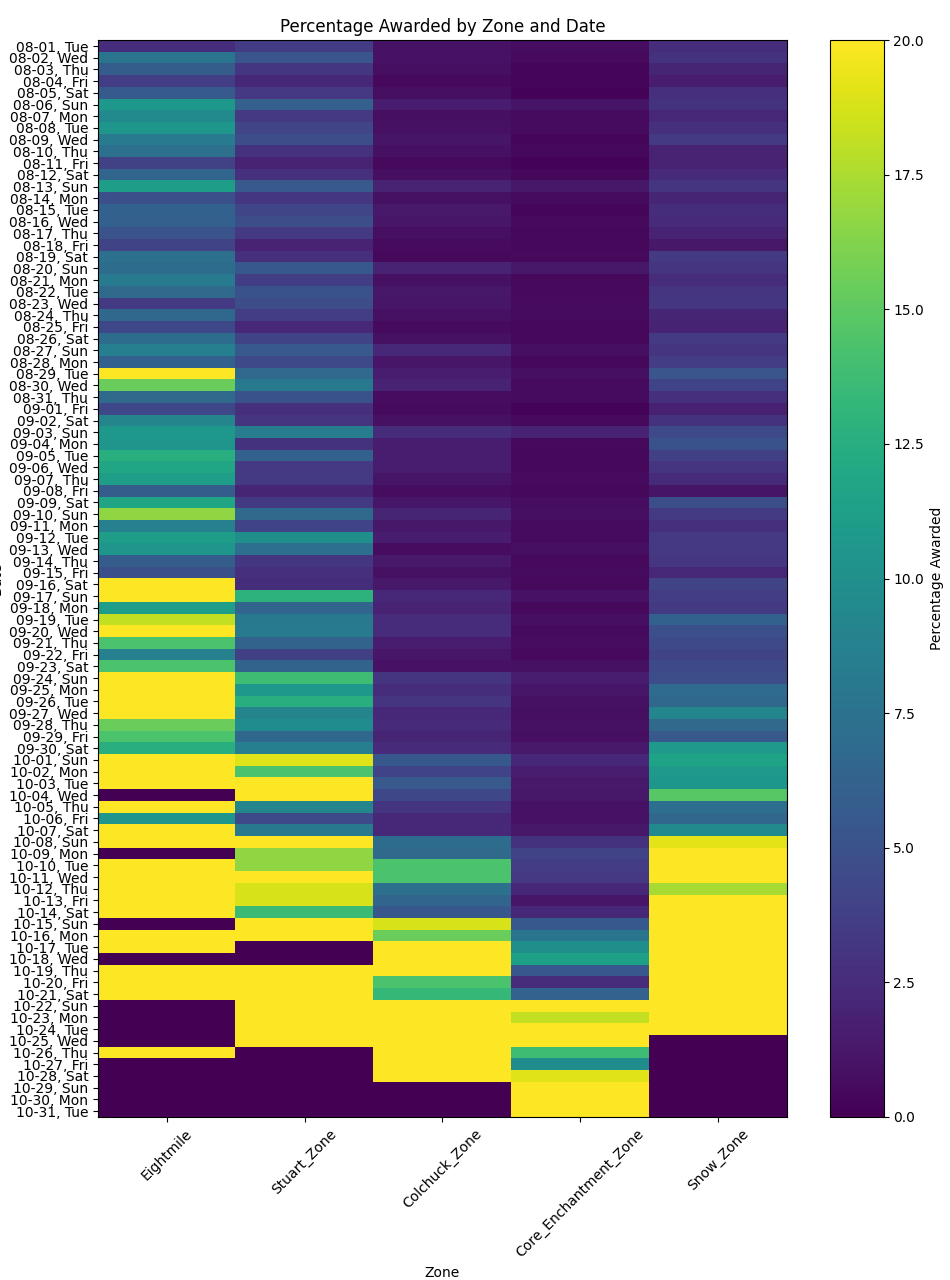 Percentage Awarded by Zone and Date
08-01, Tue
08-02, Wed
08-03, Thu
08-04, Fri
08-05, Sat
08-06, Sun
08-07, Mon
08-08, Tue
08-09, Wed
08-10, Thu
08-11, Fri
08-12, Sat
08-13, Sun
08-14, Mon
08-15, Tue
08-16, Wed
08-17, Thu
08-18, Fri
08-19, Sat
08-20, Sun
08-21, Mon
08-22, Tue
08-23, Wed
08-24, Thu
08-25, Fri
08-26, Sat
08-27, Sun
08-28, Mon
08-29, Tue
08-30, Wed
08-31, Thu
09-01, Fri
09-02, Sat
09-03, Sun
09-04, Mon
09-05, Tue
09-06, Wed
09-07, Thu
09-08, Fri
09-09, Sat
09-10, Sun
09-11, Mon
09-12, Tue
09-13, Wed
09-14, Thu
09-15, Fri
09-16, Sat
09-17, Sun
09-18, Mon
09-19, Tue
09-20, Wed
09-21, Thu
09-22, Fri
09-23, Sat
09-24, Sun
09-25, Mon
09-26, Tue
09-27, Wed
09-28, Thu
09-29, Fri
09-30, Sat
10-01, Sun
10-02, Mon
10-03, Tue
10-04, Wed
10-05, Thu
10-06, Fri
10-07, Sat
10-08, Sun
10-09, Mon
10-10, Tue
10-11, Wed
10-12, Thu
10-13, Fri
10-14, Sat
10-15, Sun
10-16, Mon
10-17, Tue
10-18, Wed
10-19, Thu
10-20, Fri
10-21, Sat
10-22, Sun
10-23, Mon
10-24, Tue
10-25, Wed
10-26, Thu
10-27, Fri
10-28, Sat
10-29, Sun
10-30, Mon
10-31, Tue
Eightmile
Stuart_Zone
Colchuck_Zone
Core_Enchantment_Zone
Snow_Zone
Zone
20.0
17.5
15.0
12.5
10.0
7.5
5.0
2.5
0.0
Percentage Awarded